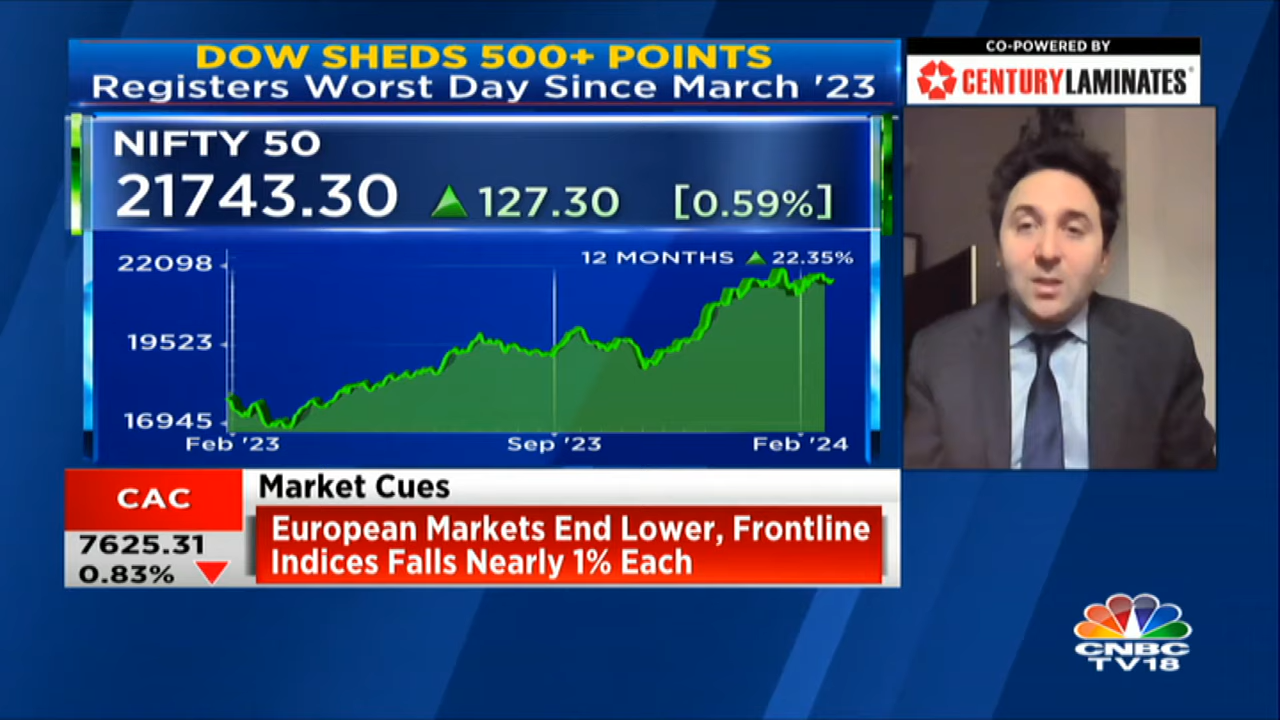 DOW SHEDS 500+ POINTS
Registers Worst Day Since March '23
CO-POWERED BY
CENTURYLAMINATES®
NIFTY 50
21743.30 ▲ 127.30 [0.59%]
12 MONTHS ▲ 22.35%
22098
19523
16945
Feb '23 Sep '23 Feb '24
CAC
7625.31
0.83% ▼
Market Cues
European Markets End Lower, Frontline
Indices Falls Nearly 1% Each
CNBC
TV18